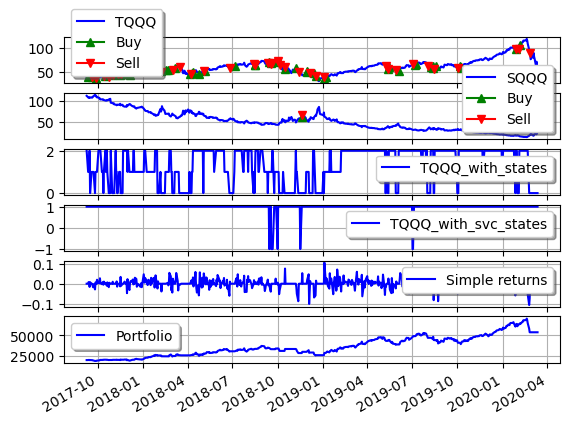 TQQQ
Buy
Sell
100
50
SQQQ
Buy
Sell
100
50
TQQQ_with_states
2
0
TQQQ_with_svc_states
1
0
−1
Simple returns
0.1
0.0
−0.1
Portfolio
50000
25000
2017-10 2018-01 2018-04 2018-07 2018-10 2019-01 2019-04 2019-07 2019-10 2020-01 2020-04